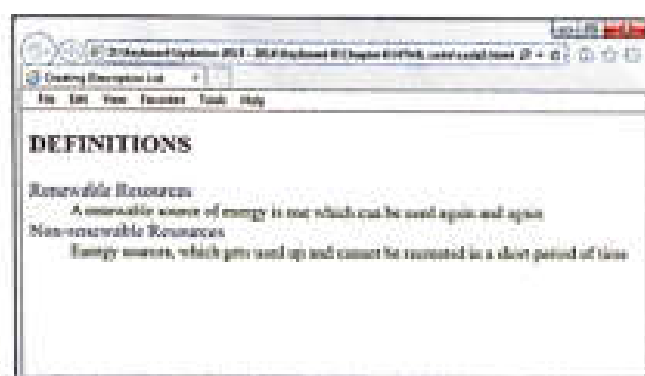 Creating Description List
File Edit View Favorites Tools Help
DEFINITIONS
Renewable Resources
A renewable source of energy is one which can be used again and again
Non-renewable Resources
Energy sources, which gets used up and cannot be recreated in a short period of time